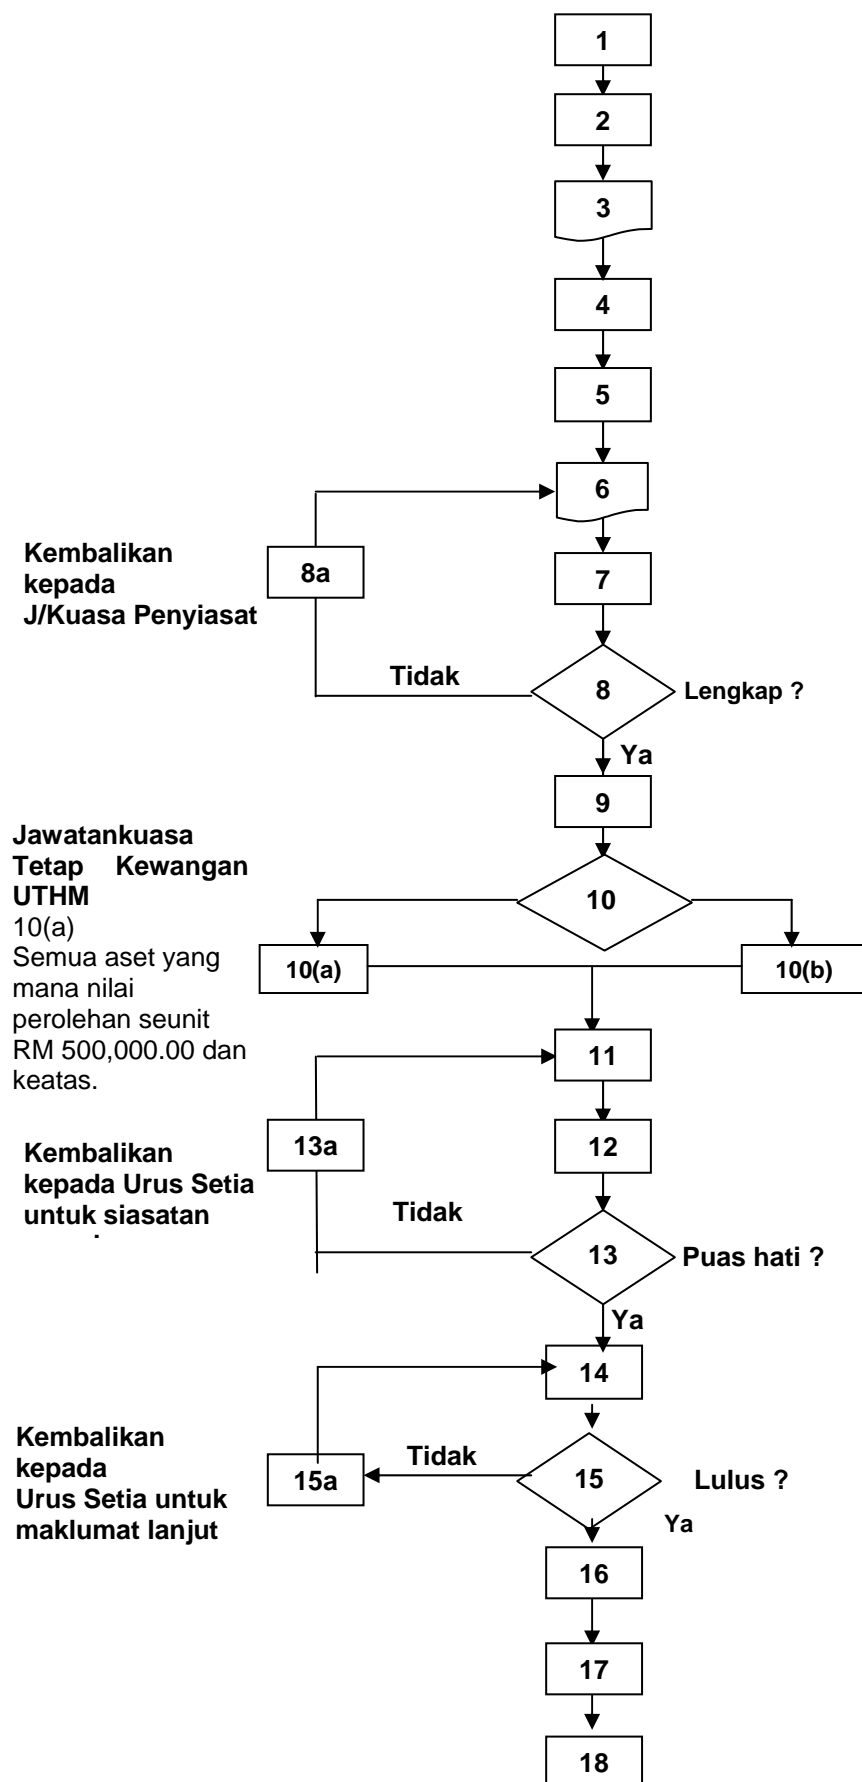 1
2
3
4
5
6
Kembalikan
kepada
J/Kuasa Penyiasat
8a
7
Tidak
8
Lengkap ?
Ya
9
Jawatankuasa
Tetap Kewangan
UTHM
10(a)
Semua aset yang
mana nilai
perolehan seunit
RM 500,000.00 dan
keatas.
10
10(a)
10(b)
11
Kembalikan
kepada Urus Setia
untuk siasatan
13a
12
Tidak
13
Puas hati ?
Ya
14
Kembalikan
kepada
Urus Setia untuk
maklumat lanjut
15a
Tidak
15
Lulus ?
Ya
16
17
18